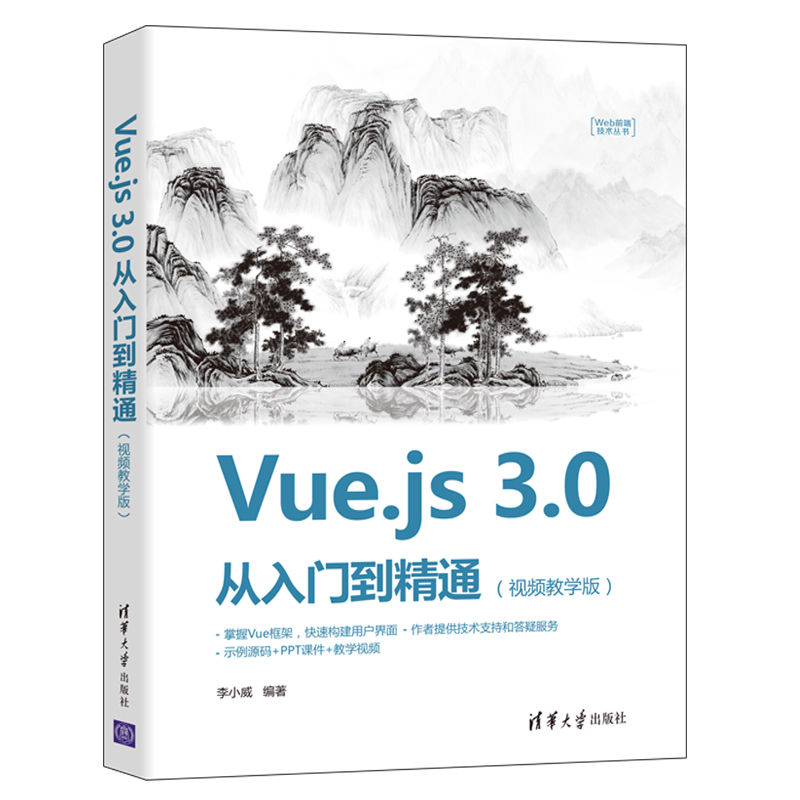 Vue.js 3.0 从入门到精通（视频教学版）
清华大学出版社
Web前端
技术丛书
Vue.js 3.0
从入门到精通（视频教学版）
- 掌握Vue框架，快速构建用户界面 - 作者提供技术支持和答疑服务
- 示例源码+PPT课件+教学视频
李小威 编著
清华大学出版社